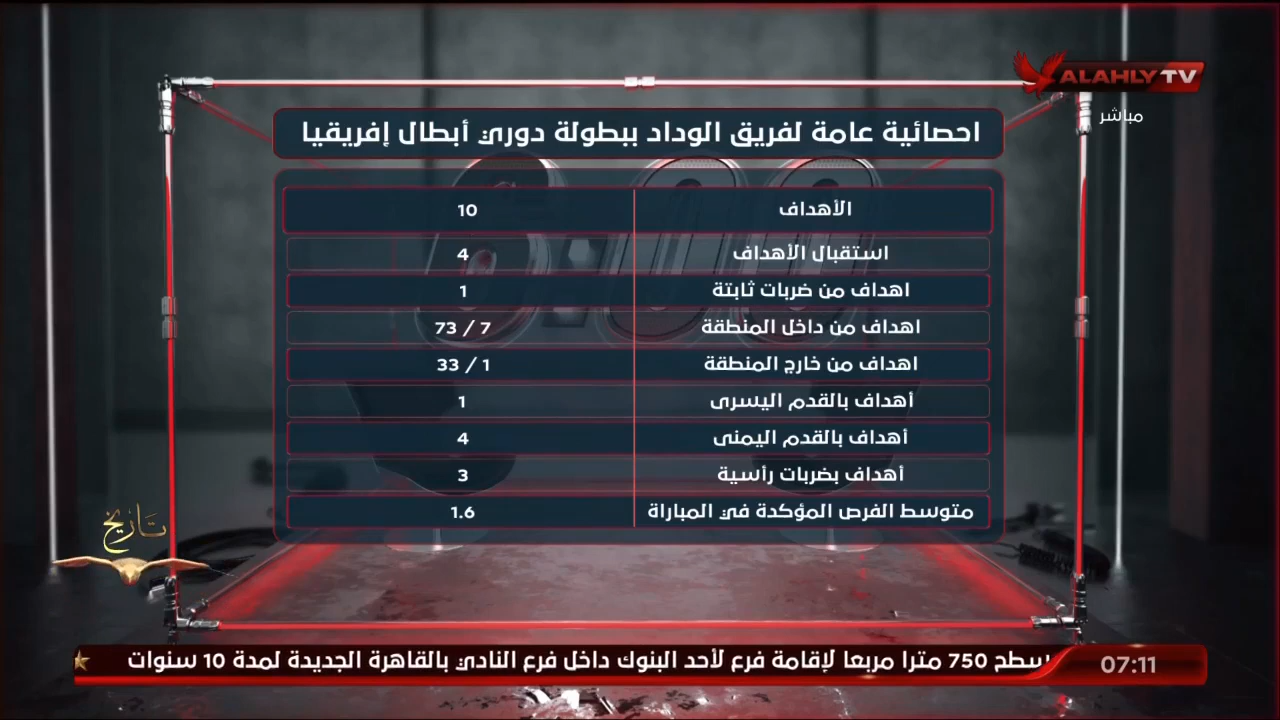 ALAHLY TV
مباشر
احصائية عامة لفريق الوداد ببطولة دوري أبطال إفريقيا
الأهداف 10
استقبال الأهداف 4
اهداف من ضربات ثابتة 1
اهداف من داخل المنطقة 7 / 73
اهداف من خارج المنطقة 1 / 33
أهداف بالقدم اليسرى 1
أهداف بالقدم اليمنى 4
أهداف بضربات رأسية 3
متوسط الفرص المؤكدة في المباراة 1.6
تاريخ
07:11 سطح 750 مترا مربعا لإقامة فرع لأحد البنوك داخل فرع النادي بالقاهرة الجديدة لمدة 10 سنوات